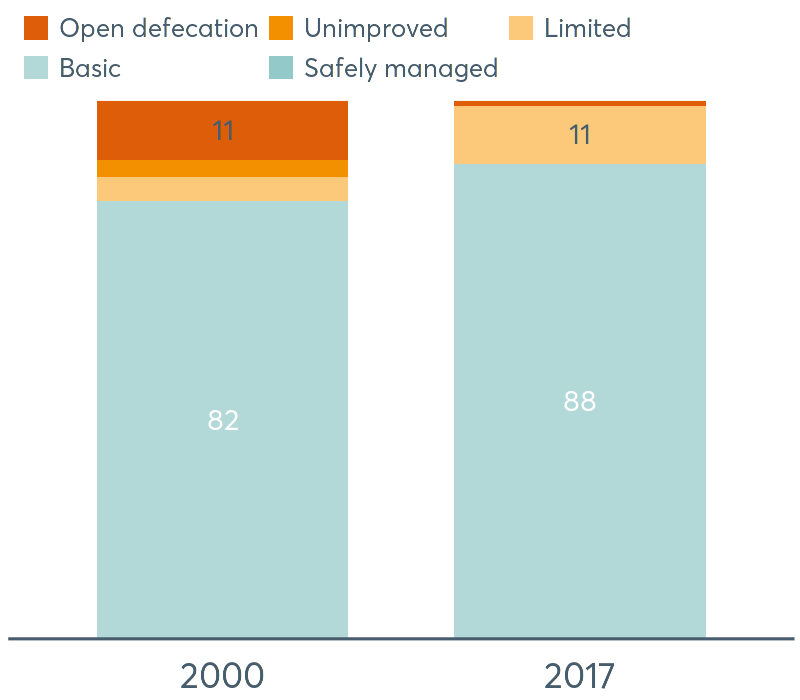 Open defecation Unimproved Limited
Basic Safely managed
11 11
82 88
2000 2017